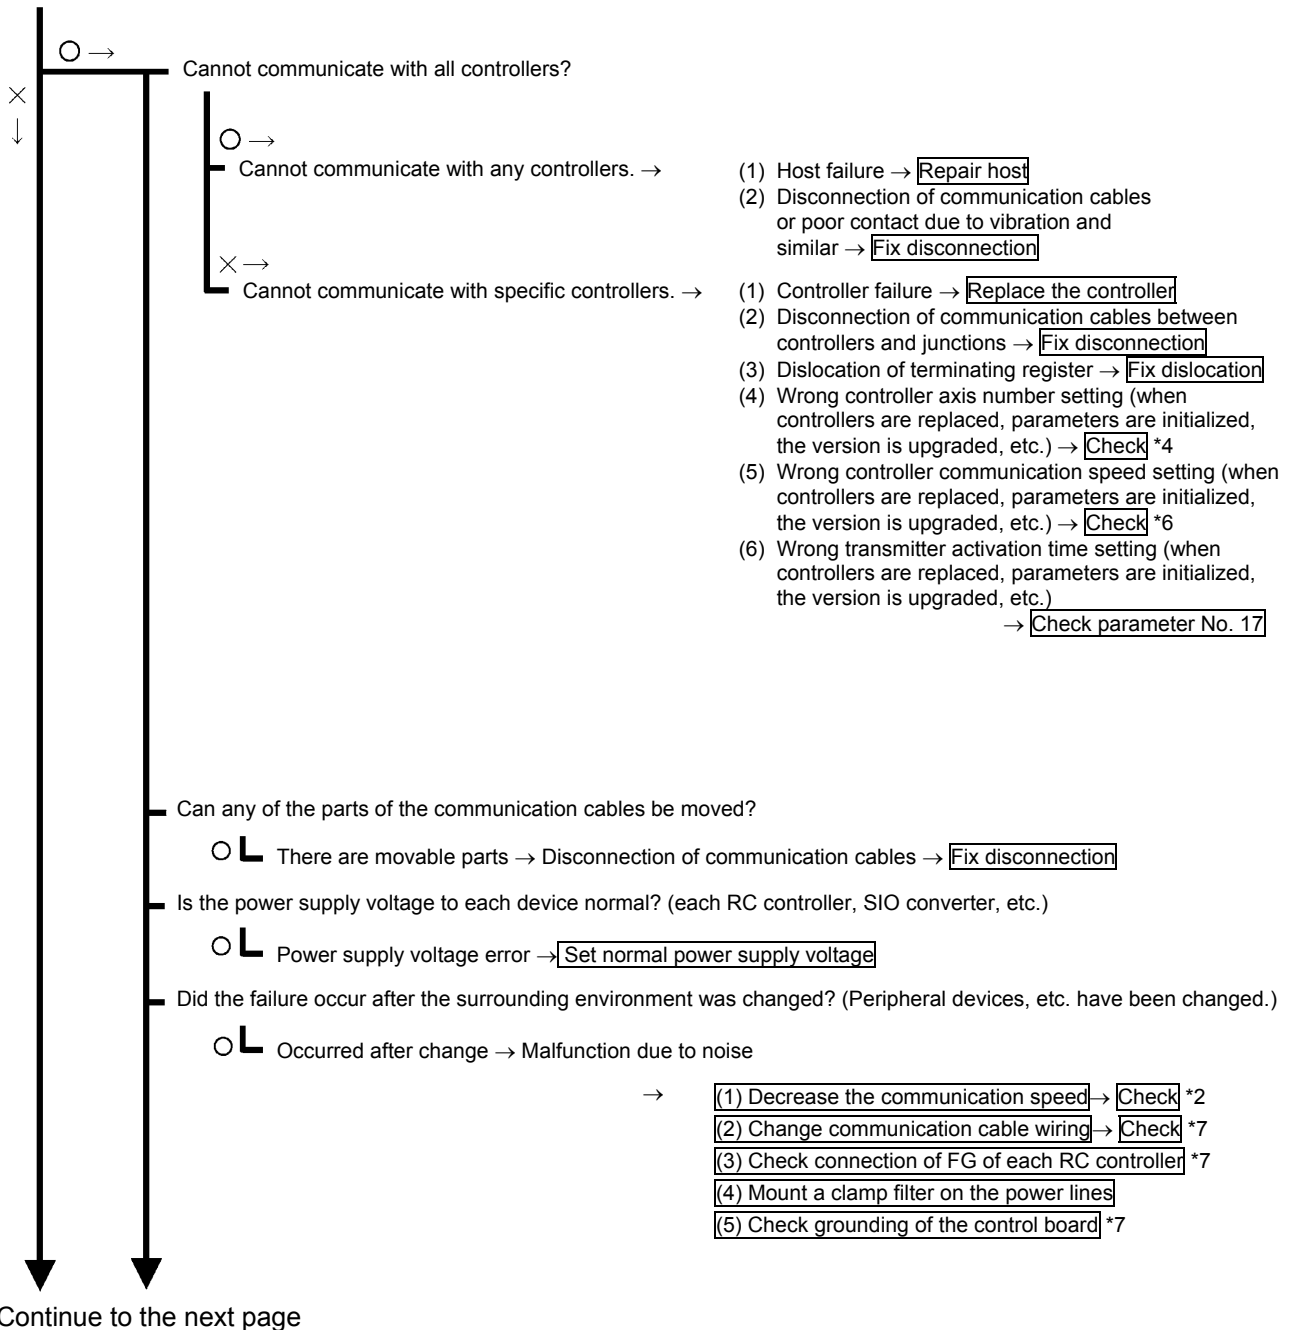 ○ →
Cannot communicate with all controllers?
×
↓
○ →
Cannot communicate with any controllers. →
(1) Host failure → Repair host
(2) Disconnection of communication cables
or poor contact due to vibration and
similar → Fix disconnection
× →
Cannot communicate with specific controllers. →
(1) Controller failure → Replace the controller
(2) Disconnection of communication cables between
controllers and junctions → Fix disconnection
(3) Dislocation of terminating register → Fix dislocation
(4) Wrong controller axis number setting (when
controllers are replaced, parameters are initialized,
the version is upgraded, etc.) → Check *4
(5) Wrong controller communication speed setting (when
controllers are replaced, parameters are initialized,
the version is upgraded, etc.) → Check *6
(6) Wrong transmitter activation time setting (when
controllers are replaced, parameters are initialized,
the version is upgraded, etc.)
→ Check parameter No. 17
Can any of the parts of the communication cables be moved?
○ There are movable parts → Disconnection of communication cables → Fix disconnection
Is the power supply voltage to each device normal? (each RC controller, SIO converter, etc.)
○ Power supply voltage error → Set normal power supply voltage
Did the failure occur after the surrounding environment was changed? (Peripheral devices, etc. have been changed.)
○ Occurred after change → Malfunction due to noise
→ (1) Decrease the communication speed → Check *2
(2) Change communication cable wiring → Check *7
(3) Check connection of FG of each RC controller *7
(4) Mount a clamp filter on the power lines
(5) Check grounding of the control board *7
Continue to the next page